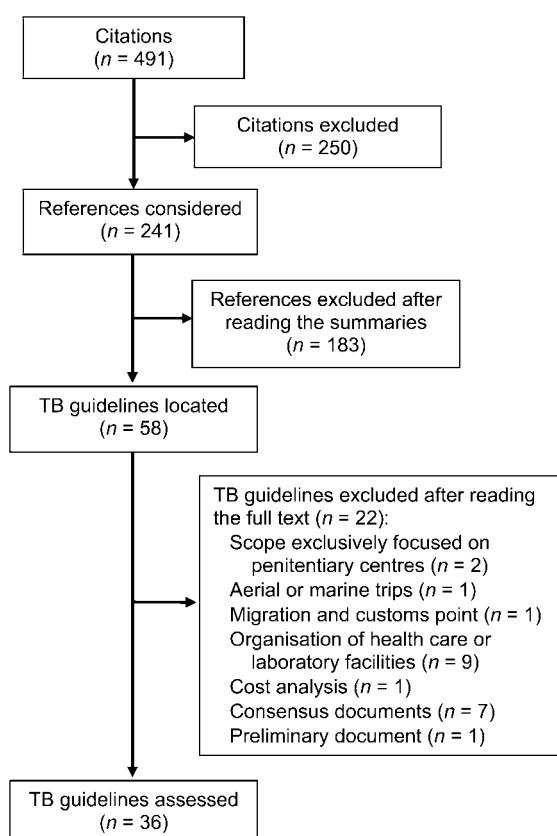 Citations
(n = 491)
Citations excluded
(n = 250)
References considered
(n = 241)
References excluded after
reading the summaries
(n = 183)
TB guidelines located
(n = 58)
TB guidelines excluded after reading
the full text (n = 22):
Scope exclusively focused on
penitentiary centres (n = 2)
Aerial or marine trips (n = 1)
Migration and customs point (n = 1)
Organisation of health care or
laboratory facilities (n = 9)
Cost analysis (n = 1)
Consensus documents (n = 7)
Preliminary document (n = 1)
TB guidelines assessed
(n = 36)